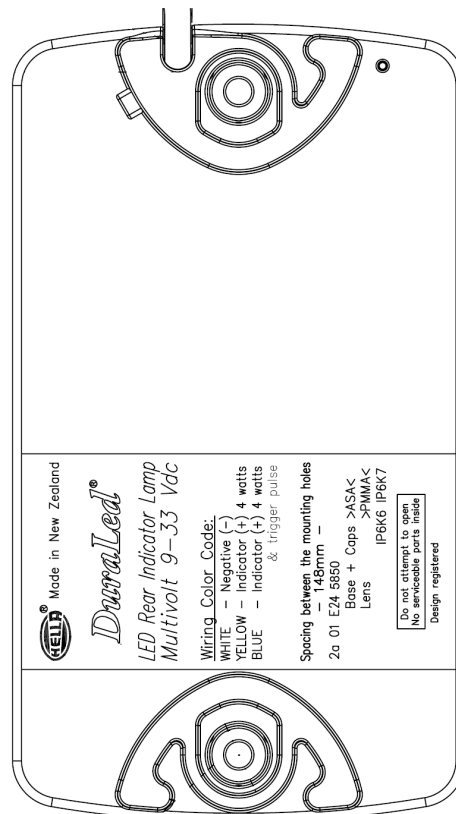 HELLA® Made in New Zealand
DuraLed®
LED Rear Indicator Lamp
Multivolt 9-33 Vdc
Wiring Color Code:
WHITE - Negative (-)
YELLOW - Indicator (+) 4 watts
BLUE - Indicator (+) 4 watts
& trigger pulse
Spacing between the mounting holes
- 148mm -
2a 01 E24 5850
Base + Caps >ASA<
Lens >PMMA<
IP6K6 IP6K7
Do not attempt to open
No serviceable parts inside
Design registered